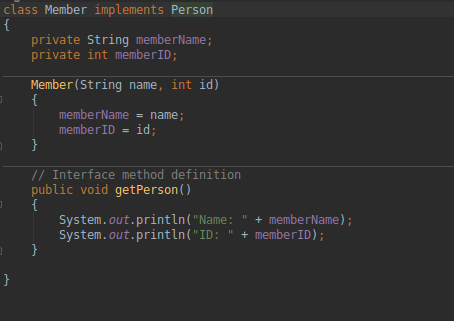 class Member implements Person
{
    private String memberName;
    private int memberID;
    Member(String name, int id)
    {
        memberName = name;
        memberID = id;
    }
    // Interface method definition
    public void getPerson()
    {
        System.out.println("Name: " + memberName);
        System.out.println("ID: " + memberID);
    }
}